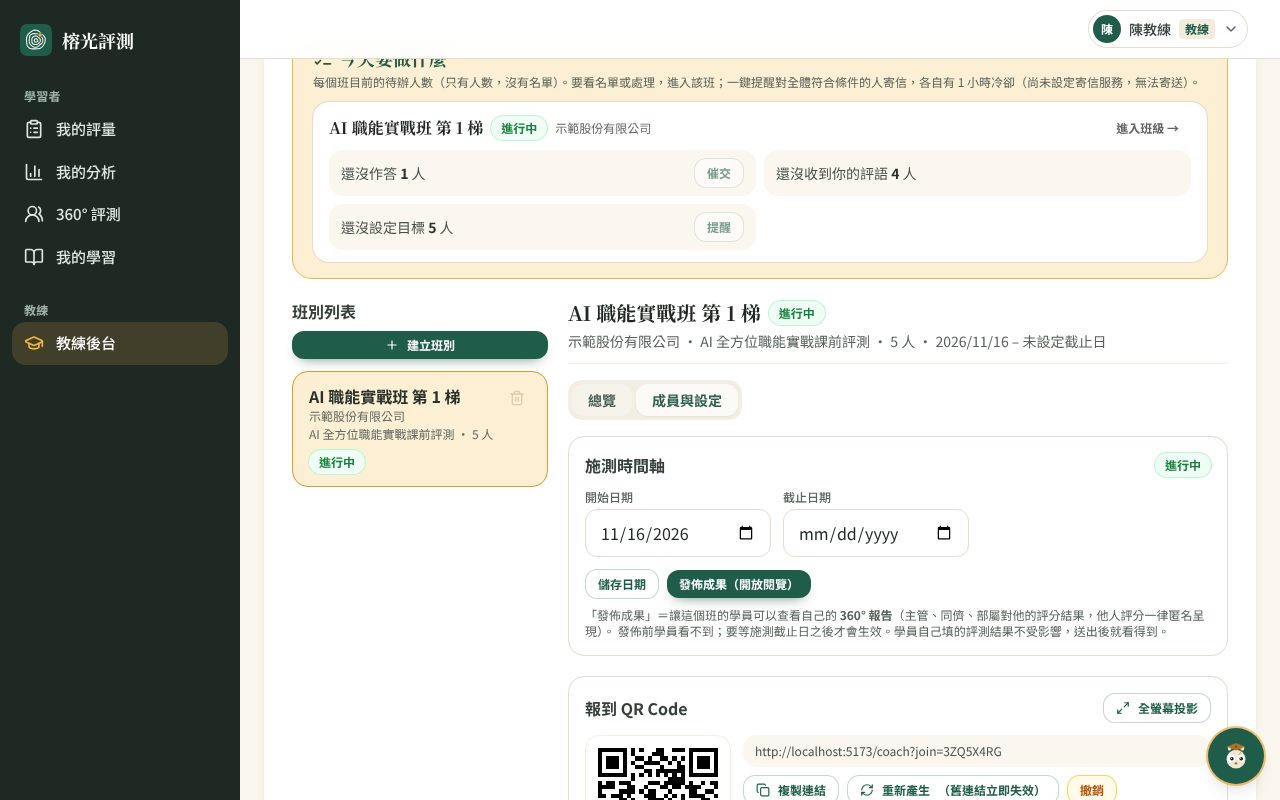 榕光評測
陳
陳教練
教練
學習者
我的評量
我的分析
360° 評測
我的學習
教練
教練後台
今天要做什麼
每個班目前的待辦人數（只有人數，沒有名單）。要看名單或處理，進入該班；一鍵提醒對全體符合條件的人寄信，各自有 1 小時冷卻（尚未設定寄信服務，無法寄送）。
AI 職能實戰班 第 1 梯
進行中
示範股份有限公司
進入班級 →
還沒作答 1 人
催交
還沒收到你的評語 4 人
還沒設定目標 5 人
提醒
班別列表
＋ 建立班別
AI 職能實戰班 第 1 梯
示範股份有限公司
AI 全方位職能實戰課前評測 · 5 人
進行中
AI 職能實戰班 第 1 梯
進行中
示範股份有限公司 · AI 全方位職能實戰課前評測 · 5 人 · 2026/11/16 – 未設定截止日
總覽
成員與設定
施測時間軸
進行中
開始日期
截止日期
11/16/2026
mm/dd/yyyy
儲存日期
發佈成果（開放閱覽）
「發佈成果」＝讓這個班的學員可以查看自己的 360° 報告（主管、同儕、部屬對他的評分結果，他人評分一律匿名呈
現）。 發佈前學員看不到；要等施測截止日之後才會生效。學員自己填的評測結果不受影響，送出後就看得到。
報到 QR Code
全螢幕投影
http://localhost:5173/coach?join=3ZQ5X4RG
複製連結
重新產生 （舊連結立即失效）
撤銷